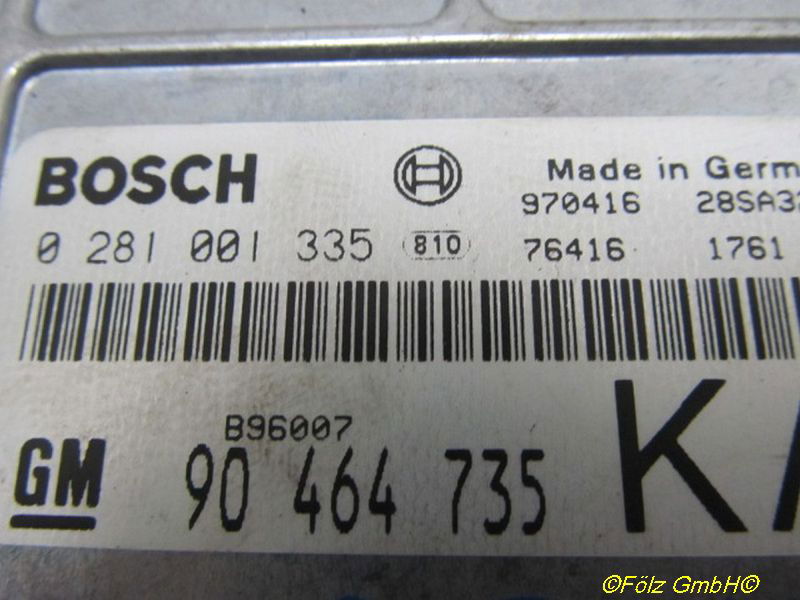 BOSCH Made in Germ
970416 28SA32
0 281 001 335 810 76416 1761
B96007
GM 90 464 735 KA
©Fölz GmbH©